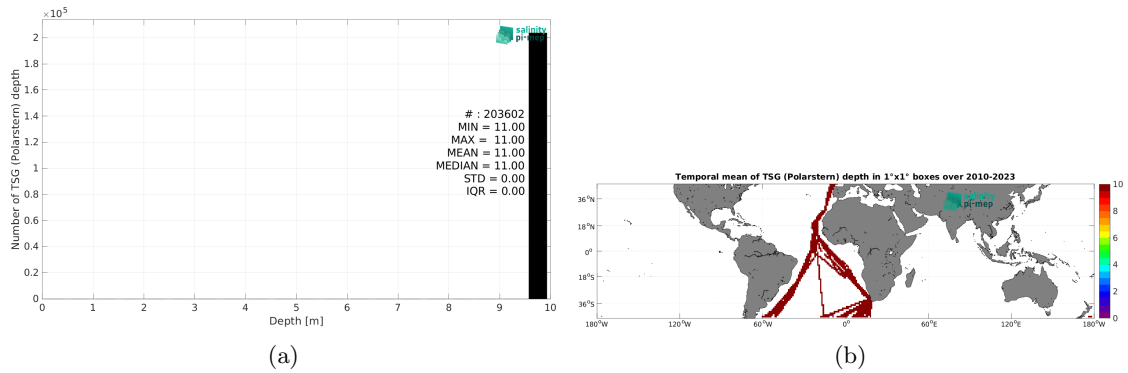 ×10⁵
2
1.8
1.6
1.4
1.2
1
0.8
0.6
0.4
0.2
0
Number of TSG (Polarstern) depth
salinity
pi-mep
# : 203602
MIN = 11.00
MAX = 11.00
MEAN = 11.00
MEDIAN = 11.00
STD = 0.00
IQR = 0.00
0 1 2 3 4 5 6 7 8 9 10
Depth [m]
(a)
Temporal mean of TSG (Polarstern) depth in 1°x1° boxes over 2010-2023
salinity
pi-mep
36°N
18°N
0°
18°S
36°S
180°W 120°W 60°W 0° 60°E 120°E 180°W
10
8
6
4
2
0
(b)